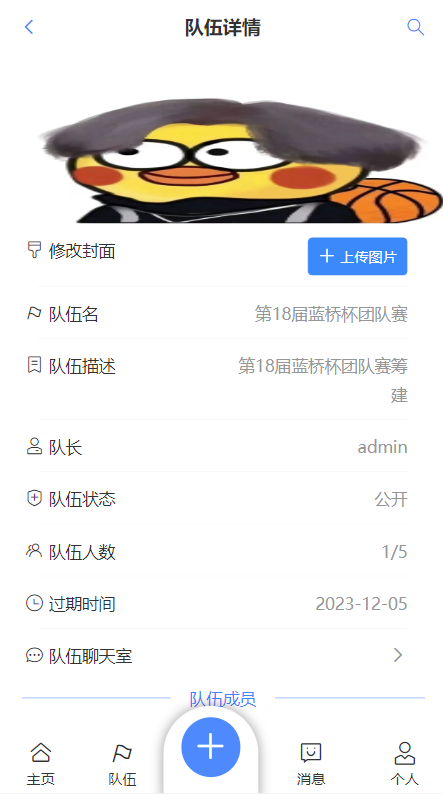 队伍详情
修改封面
上传图片
队伍名
第18届蓝桥杯团队赛
队伍描述
第18届蓝桥杯团队赛筹
建
队长
admin
队伍状态
公开
队伍人数
1/5
过期时间
2023-12-05
队伍聊天室
队伍成员
主页
队伍
消息
个人